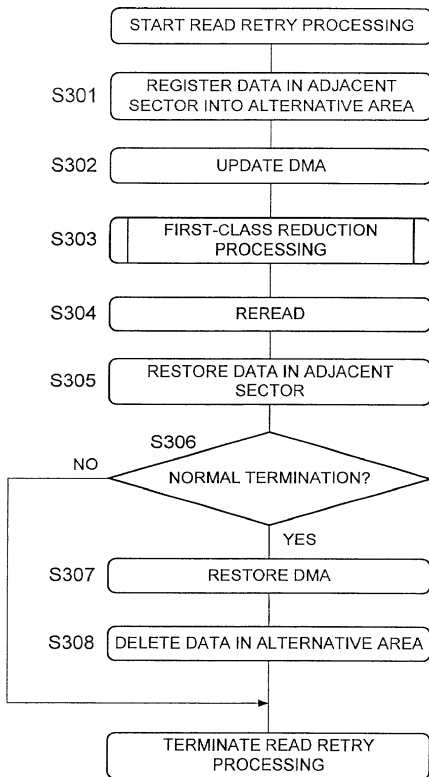 START READ RETRY PROCESSING
S301
REGISTER DATA IN ADJACENT
SECTOR INTO ALTERNATIVE AREA
S302
UPDATE DMA
S303
FIRST-CLASS REDUCTION
PROCESSING
S304
REREAD
S305
RESTORE DATA IN ADJACENT
SECTOR
S306
NO
NORMAL TERMINATION?
YES
S307
RESTORE DMA
S308
DELETE DATA IN ALTERNATIVE AREA
TERMINATE READ RETRY
PROCESSING